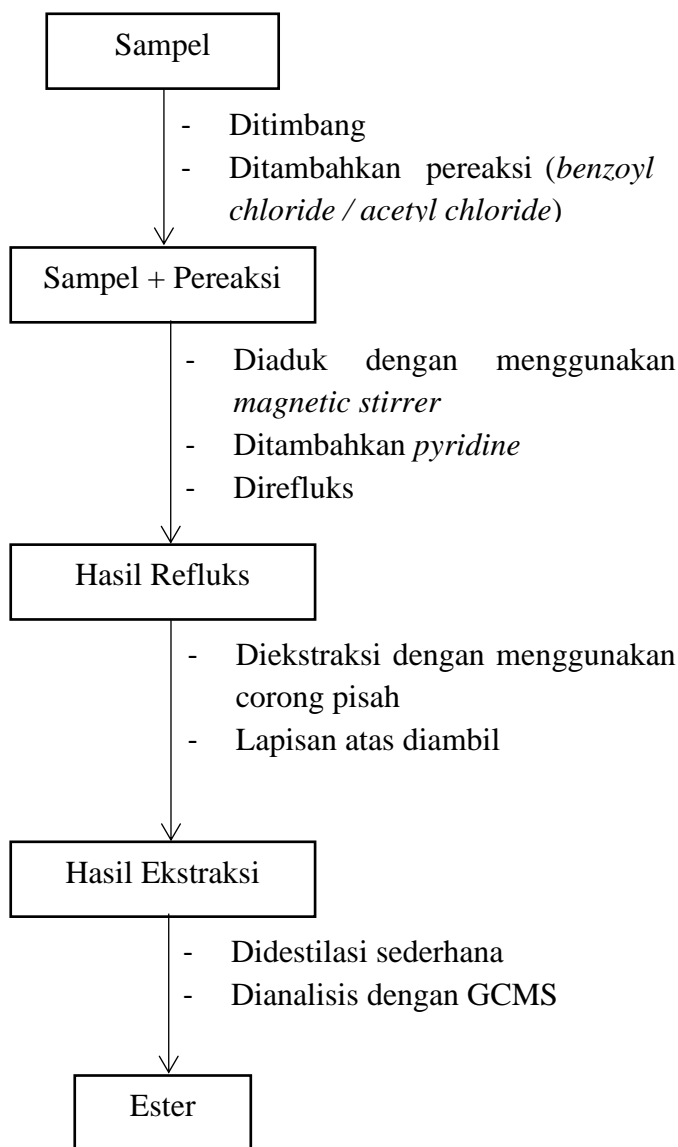 Sampel
- Ditimbang
- Ditambahkan pereaksi (benzoyl
chloride / acetyl chloride)
Sampel + Pereaksi
- Diaduk dengan menggunakan
magnetic stirrer
- Ditambahkan pyridine
- Direfluks
Hasil Refluks
- Diekstraksi dengan menggunakan
corong pisah
- Lapisan atas diambil
Hasil Ekstraksi
- Didestilasi sederhana
- Dianalisis dengan GCMS
Ester